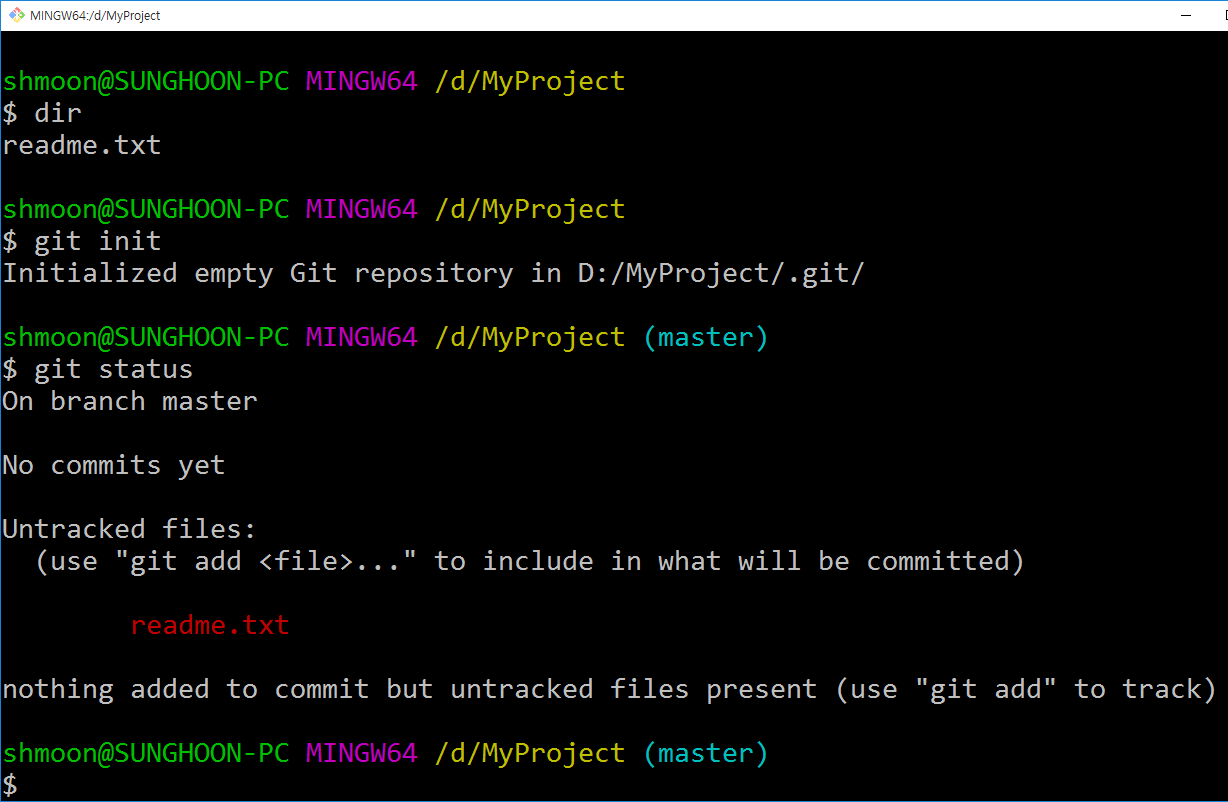 MINGW64:/d/MyProject
shmoon@SUNGHOON-PC MINGW64 /d/MyProject
$ dir
readme.txt
shmoon@SUNGHOON-PC MINGW64 /d/MyProject
$ git init
Initialized empty Git repository in D:/MyProject/.git/
shmoon@SUNGHOON-PC MINGW64 /d/MyProject (master)
$ git status
On branch master
No commits yet
Untracked files:
  (use "git add <file>..." to include in what will be committed)
        readme.txt
nothing added to commit but untracked files present (use "git add" to track)
shmoon@SUNGHOON-PC MINGW64 /d/MyProject (master)
$